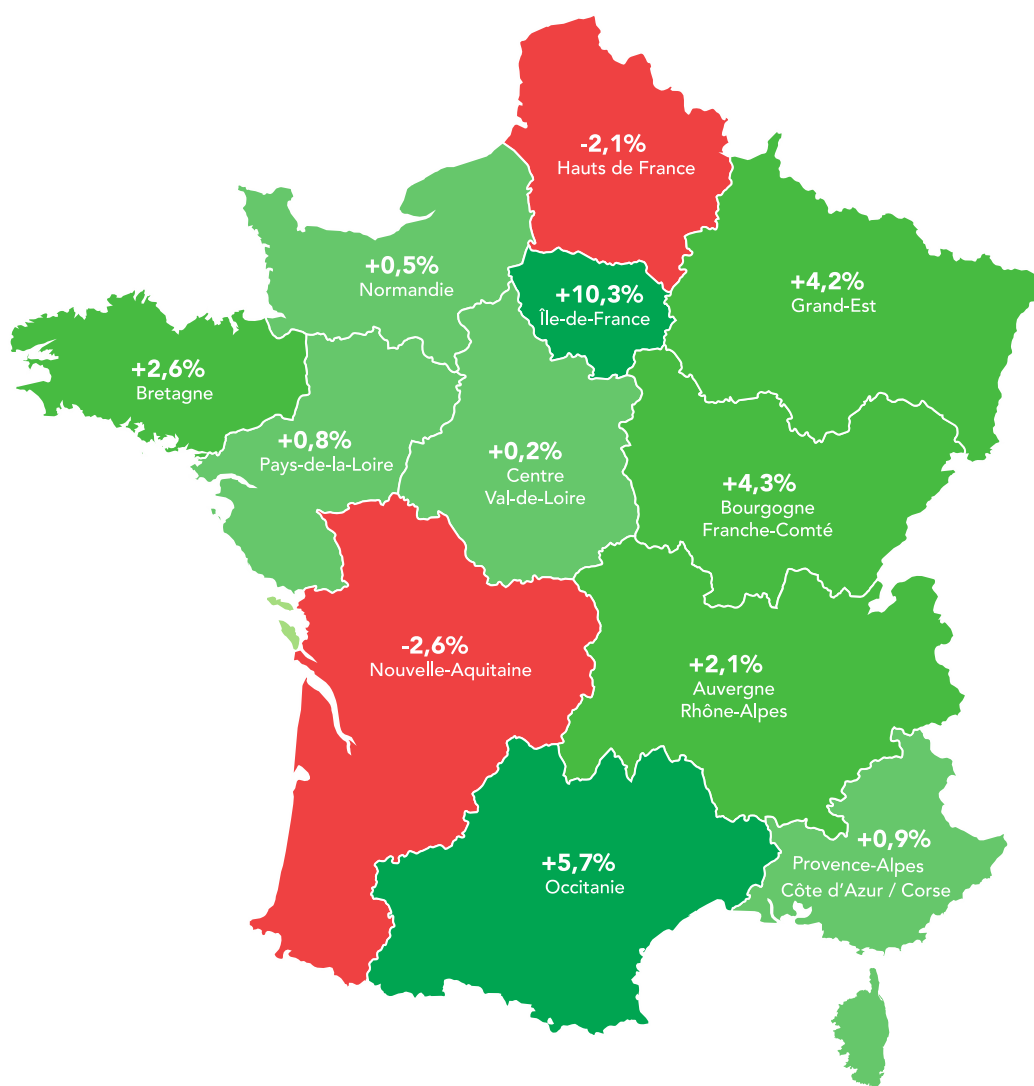 -2,1%
Hauts de France
+0,5%
Normandie
+10,3%
Île-de-France
+4,2%
Grand-Est
+2,6%
Bretagne
+0,8%
Pays-de-la-Loire
+0,2%
Centre
Val-de-Loire
+4,3%
Bourgogne
Franche-Comté
-2,6%
Nouvelle-Aquitaine
+2,1%
Auvergne
Rhône-Alpes
+5,7%
Occitanie
+0,9%
Provence-Alpes
Côte d'Azur / Corse